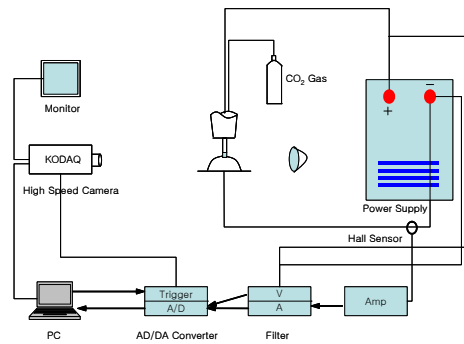 CO2 Gas
−
+
Monitor
KODAQ
High Speed Camera
Power Supply
Hall Sensor
Trigger
A/D
V
A
Amp
PC
AD/DA Converter
Filter